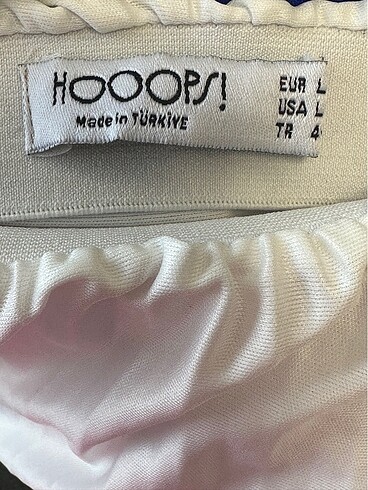 HOOOPS!
Made in TÜRKİYE
EUR L
USA L
TR 4